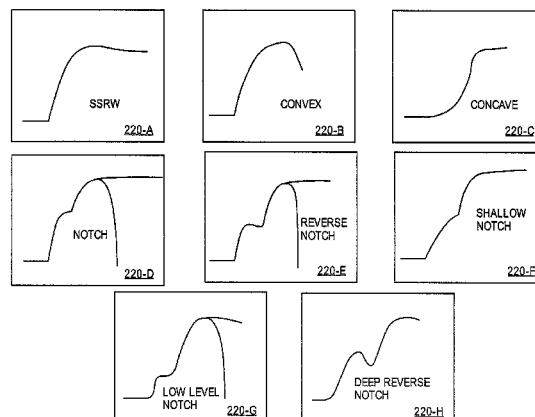 SSRW
220-A
CONVEX
220-B
CONCAVE
220-C
NOTCH
220-D
REVERSE
NOTCH
220-E
SHALLOW
NOTCH
220-F
LOW LEVEL
NOTCH
220-G
DEEP REVERSE
NOTCH
220-H